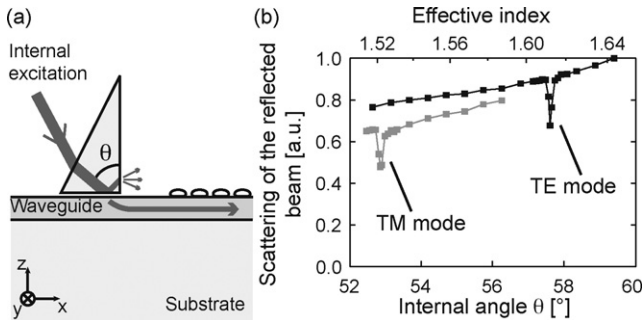 (a)
Internal
excitation
θ
Waveguide
z
y
x
Substrate
(b)
Effective index
1.52 1.56 1.60 1.64
Scattering of the reflected
beam [a.u.]
1.0
0.8
0.6
0.4
0.2
0.0
TE mode
TM mode
52 54 56 58 60
Internal angle θ [°]